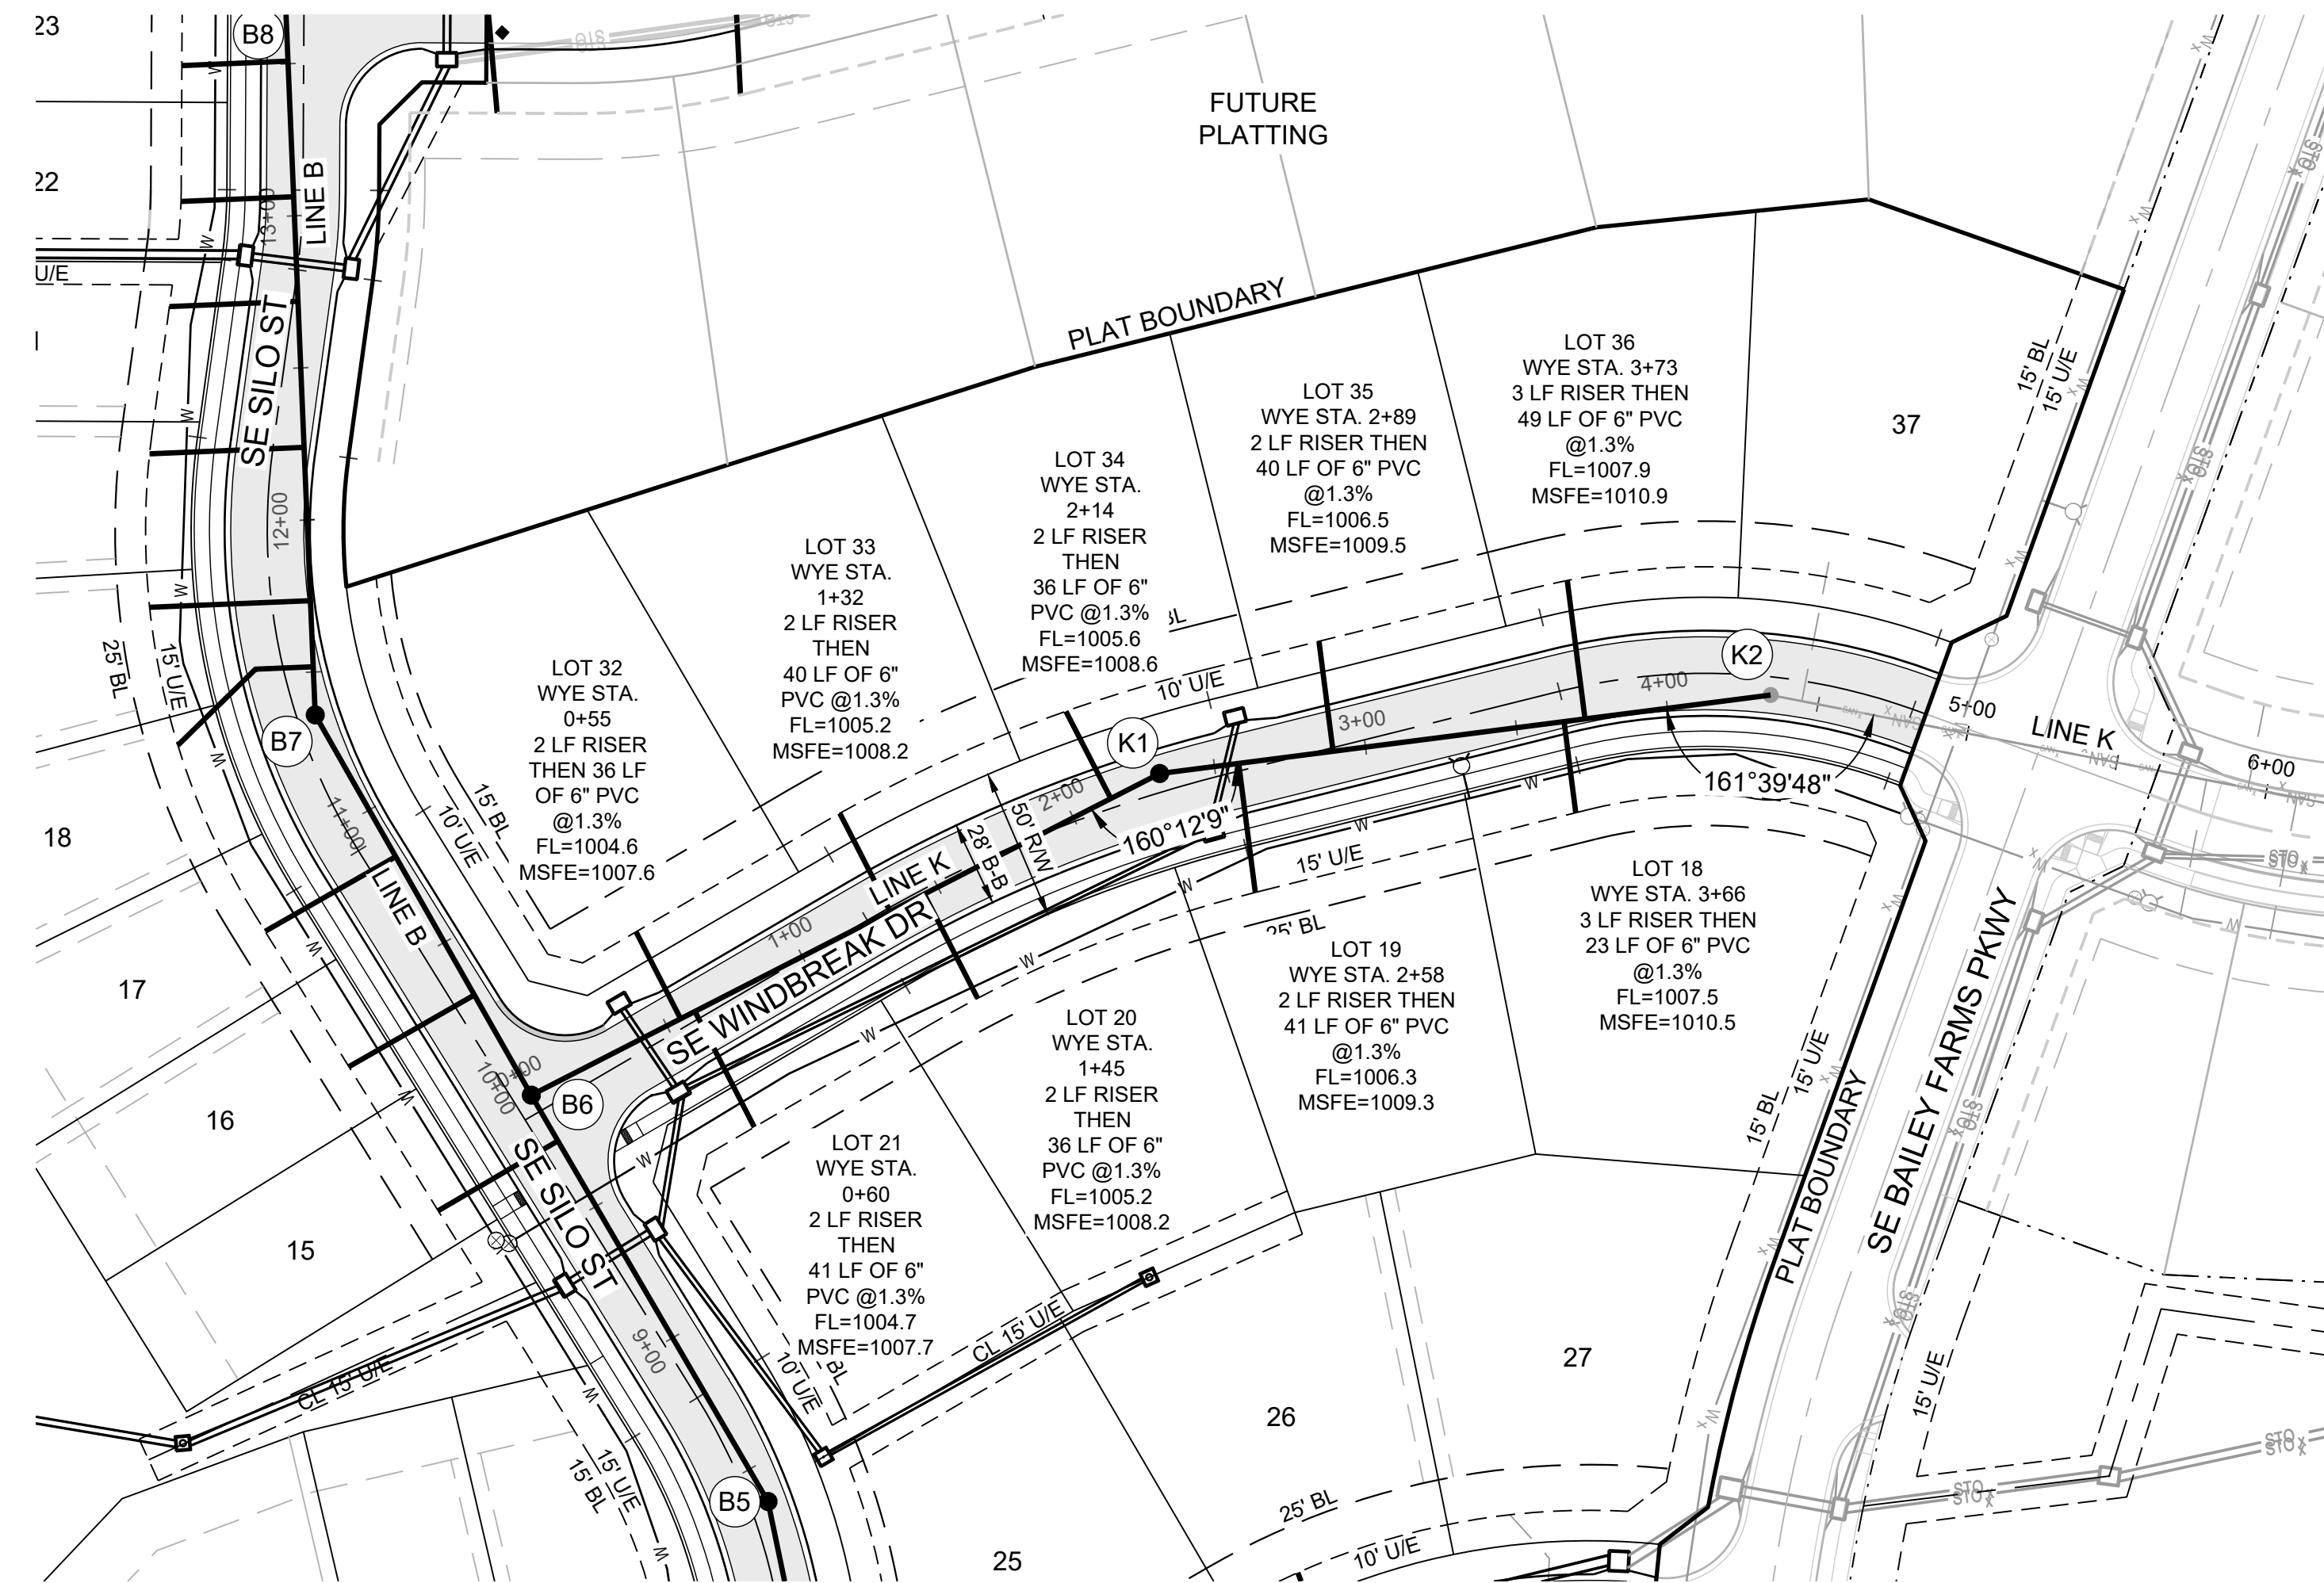 23
B8
FUTURE
PLATTING
22
LINE B
13+00
U/E
SE SILO ST
PLAT BOUNDARY
12+00
25' BL
15' U/E
B7
15' BL
10' U/E
LOT 32
WYE STA.
0+55
2 LF RISER
THEN 36 LF
OF 6" PVC
@1.3%
FL=1004.6
MSFE=1007.6
LOT 33
WYE STA.
1+32
2 LF RISER
THEN
40 LF OF 6"
PVC @1.3%
FL=1005.2
MSFE=1008.2
LOT 34
WYE STA.
2+14
2 LF RISER
THEN
36 LF OF 6"
PVC @1.3%
FL=1005.6
MSFE=1008.6
BL
10' U/E
LOT 35
WYE STA. 2+89
2 LF RISER THEN
40 LF OF 6" PVC
@1.3%
FL=1006.5
MSFE=1009.5
LOT 36
WYE STA. 3+73
3 LF RISER THEN
49 LF OF 6" PVC
@1.3%
FL=1007.9
MSFE=1010.9
37
15' BL
15' U/E
K1
K2
2+00
3+00
4+00
5+00
LINE K
6+00
160°12'9"
161°39'48"
50' R/W
28' B-B
LINE K
1+00
SE WINDBREAK DR
15' U/E
25' BL
18
11+00
LINE B
17
16
15
10+00
0+00
B6
SE SILO ST
9+00
LOT 21
WYE STA.
0+60
2 LF RISER
THEN
41 LF OF 6"
PVC @1.3%
FL=1004.7
MSFE=1007.7
LOT 20
WYE STA.
1+45
2 LF RISER
THEN
36 LF OF 6"
PVC @1.3%
FL=1005.2
MSFE=1008.2
LOT 19
WYE STA. 2+58
2 LF RISER THEN
41 LF OF 6" PVC
@1.3%
FL=1006.3
MSFE=1009.3
LOT 18
WYE STA. 3+66
3 LF RISER THEN
23 LF OF 6" PVC
@1.3%
FL=1007.5
MSFE=1010.5
15' BL
15' U/E
PLAT BOUNDARY
SE BAILEY FARMS PKWY
CL 15' U/E
CL 15' U/E
10' U/E
BL
15' U/E
15' BL
B5
25
26
27
25' BL
10' U/E
15' U/E